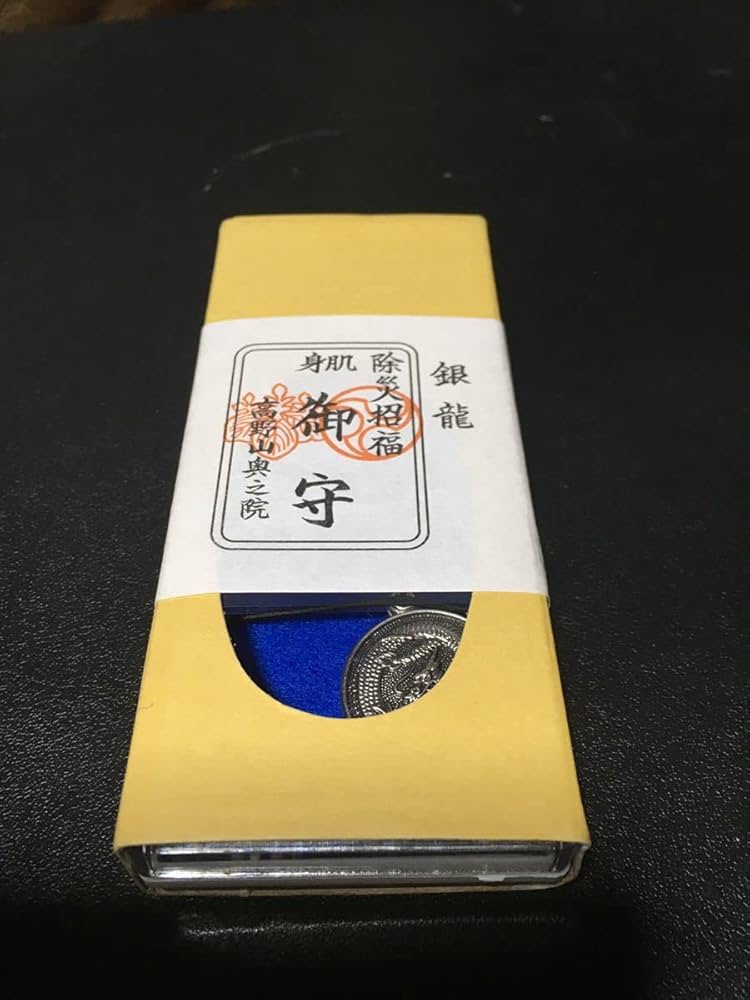 銀龍
除災招福
肌身
御守
高野山奥之院